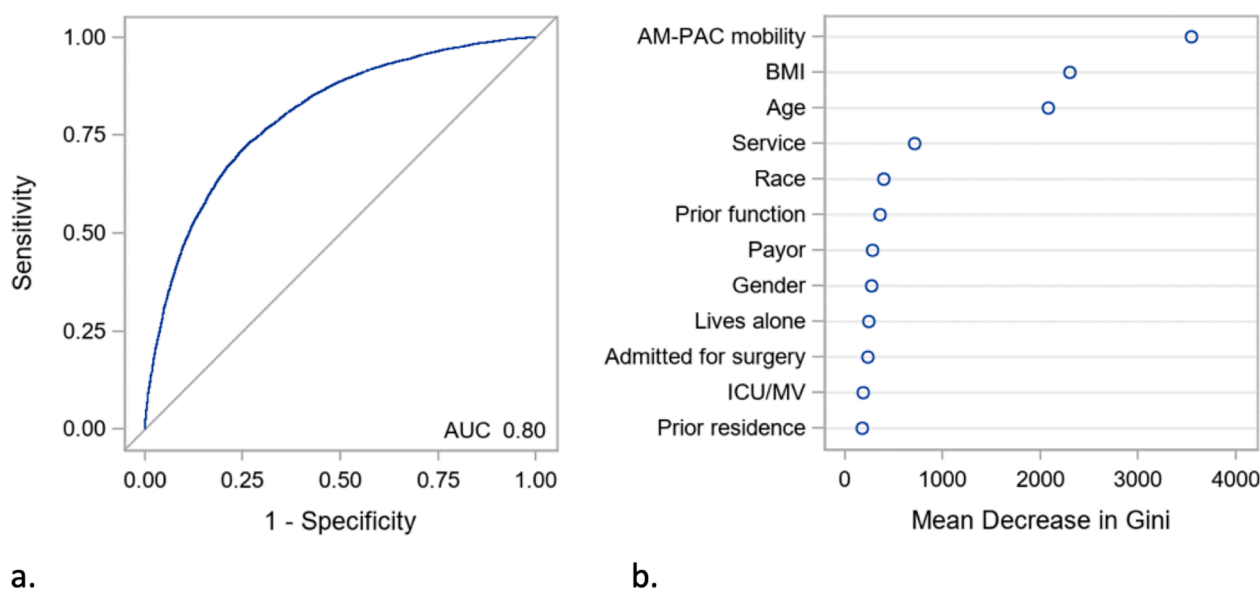 1.00
0.75
0.50
0.25
0.00
Sensitivity
AUC 0.80
0.00 0.25 0.50 0.75 1.00
1 - Specificity
a.
AM-PAC mobility
BMI
Age
Service
Race
Prior function
Payor
Gender
Lives alone
Admitted for surgery
ICU/MV
Prior residence
0 1000 2000 3000 4000
Mean Decrease in Gini
b.